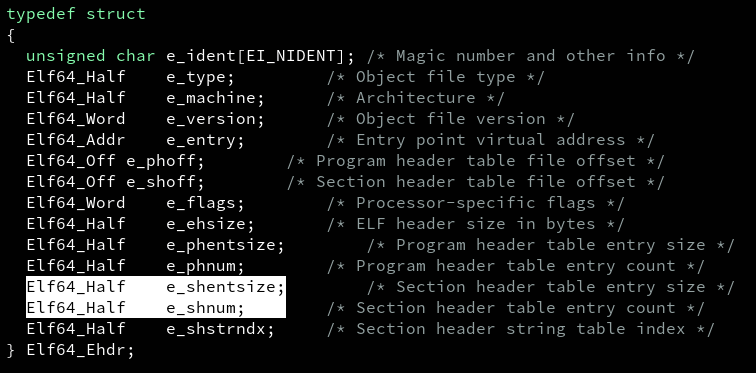 typedef struct
{
  unsigned char e_ident[EI_NIDENT]; /* Magic number and other info */
  Elf64_Half    e_type;         /* Object file type */
  Elf64_Half    e_machine;      /* Architecture */
  Elf64_Word    e_version;      /* Object file version */
  Elf64_Addr    e_entry;        /* Entry point virtual address */
  Elf64_Off e_phoff;        /* Program header table file offset */
  Elf64_Off e_shoff;        /* Section header table file offset */
  Elf64_Word    e_flags;        /* Processor-specific flags */
  Elf64_Half    e_ehsize;       /* ELF header size in bytes */
  Elf64_Half    e_phentsize;        /* Program header table entry size */
  Elf64_Half    e_phnum;        /* Program header table entry count */
  Elf64_Half    e_shentsize;        /* Section header table entry size */
  Elf64_Half    e_shnum;        /* Section header table entry count */
  Elf64_Half    e_shstrndx;     /* Section header string table index */
} Elf64_Ehdr;